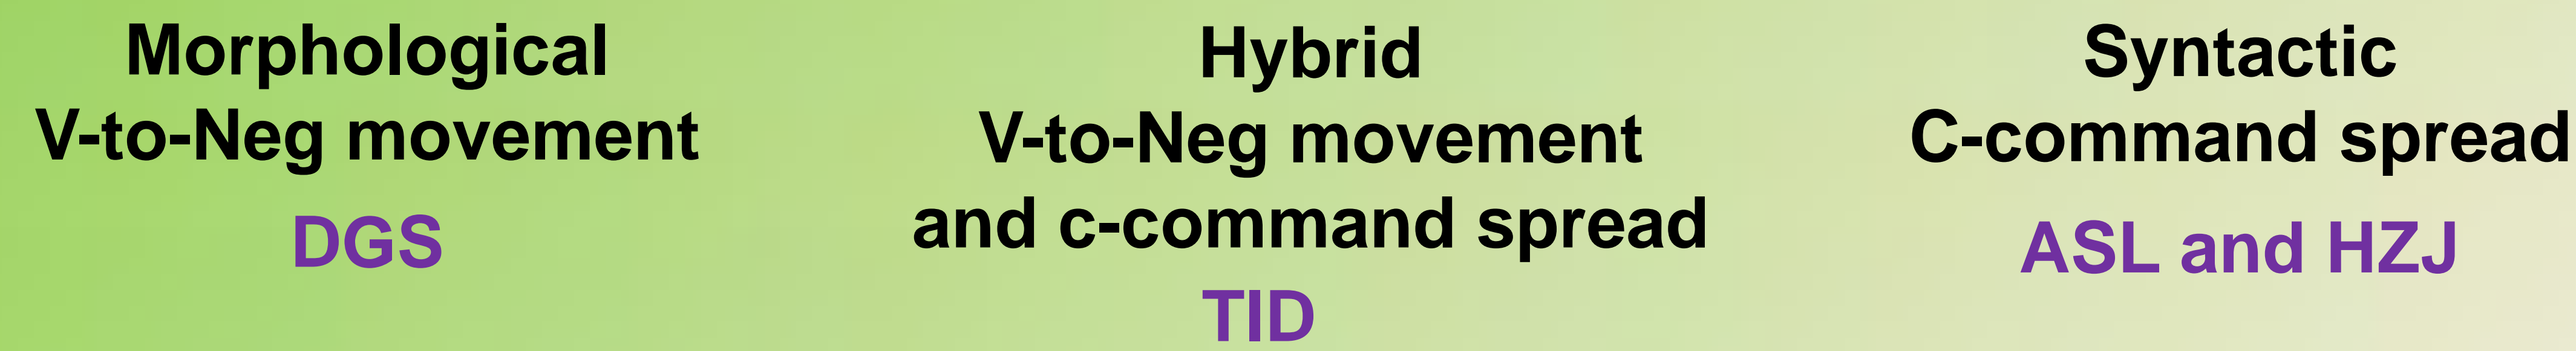 Morphological
V-to-Neg movement
DGS
Hybrid
V-to-Neg movement
and c-command spread
TID
Syntactic
C-command spread
ASL and HZJ